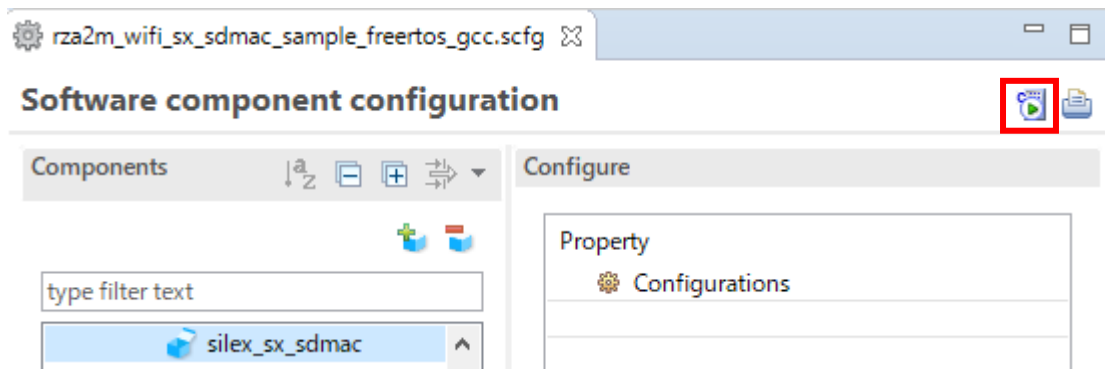 rza2m_wifi_sx_sdmac_sample_freertos_gcc.scfg
Software component configuration
Components
Configure
type filter text
silex_sx_sdmac
Property
Configurations